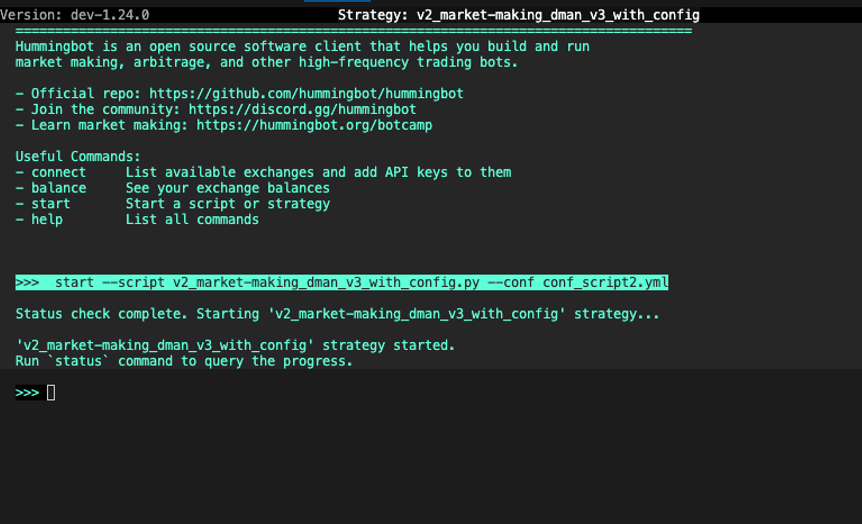 Version: dev-1.24.0 Strategy: v2_market-making_dman_v3_with_config
======================================================================================
Hummingbot is an open source software client that helps you build and run
market making, arbitrage, and other high-frequency trading bots.
- Official repo: https://github.com/hummingbot/hummingbot
- Join the community: https://discord.gg/hummingbot
- Learn market making: https://hummingbot.org/botcamp
Useful Commands:
- connect     List available exchanges and add API keys to them
- balance     See your exchange balances
- start       Start a script or strategy
- help        List all commands
>>>  start --script v2_market-making_dman_v3_with_config.py --conf conf_script2.yml
Status check complete. Starting 'v2_market-making_dman_v3_with_config' strategy...
'v2_market-making_dman_v3_with_config' strategy started.
Run `status` command to query the progress.
>>>